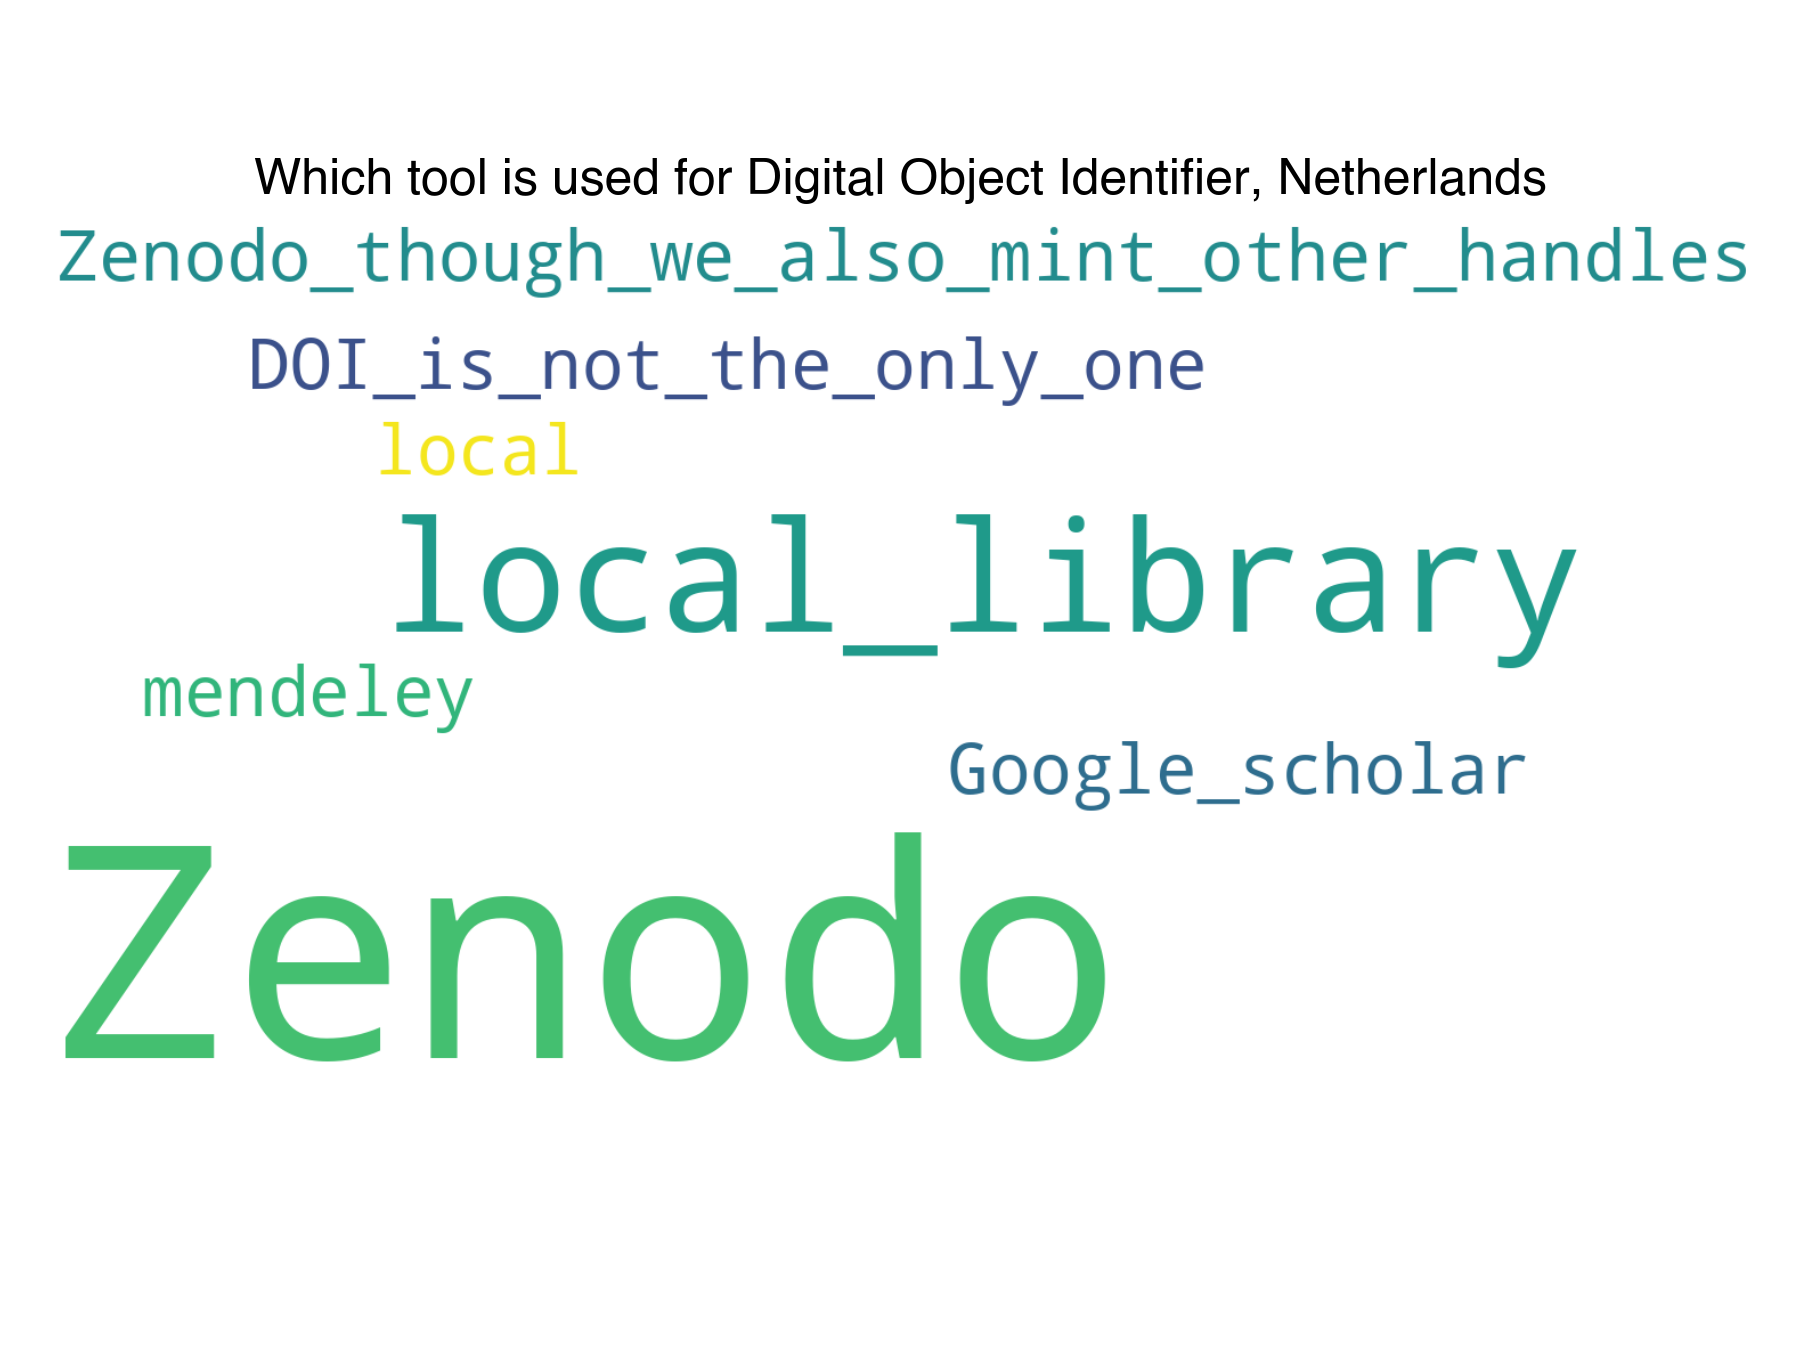 Which tool is used for Digital Object Identifier, Netherlands
Zenodo_though_we_also_mint_other_handles
DOI_is_not_the_only_one
local
local_library
mendeley
Google_scholar
Zenodo